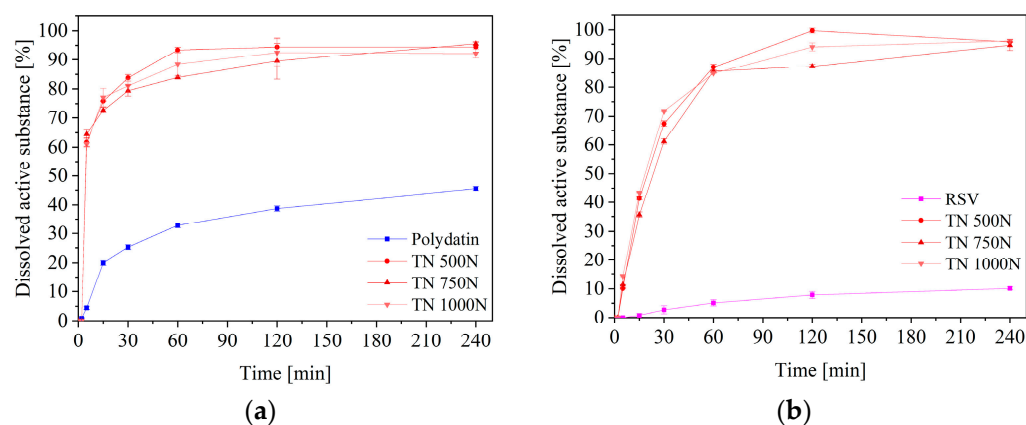 Dissolved active substance [%]
100
90
80
70
60
50
40
30
20
10
0
Polydatin
TN 500N
TN 750N
TN 1000N
0 30 60 90 120 150 180 210 240
Time [min]
(a)
Dissolved active substance [%]
100
90
80
70
60
50
40
30
20
10
0
RSV
TN 500N
TN 750N
TN 1000N
0 30 60 90 120 150 180 210 240
Time [min]
(b)